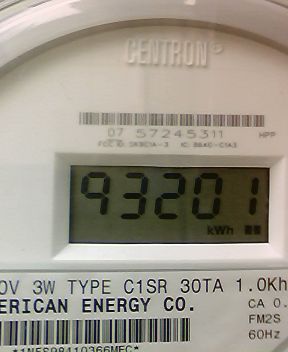 CENTRON®
07 57245311 HPP
93201
kWh
0V 3W TYPE C1SR 30TA 1.0Kh
ERICAN ENERGY CO.
CA 0.
FM2S
60Hz